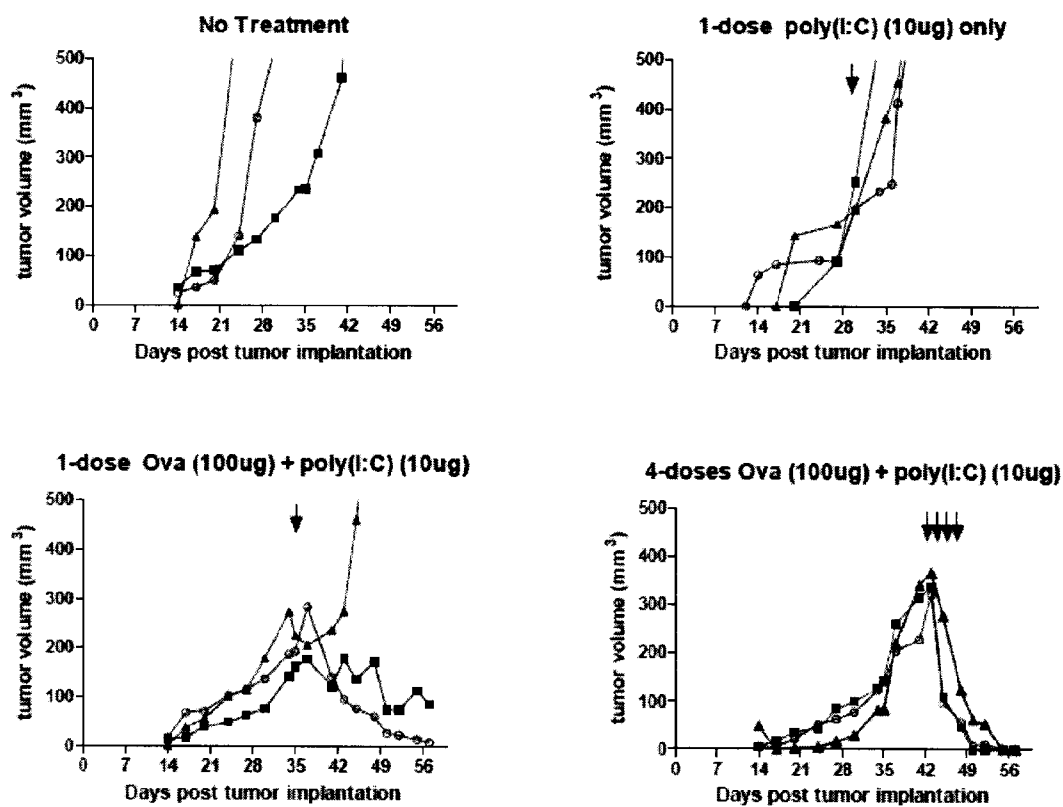 No Treatment
500
400
300
200
100
0
tumor volume (mm³)
0 7 14 21 28 35 42 49 56
Days post tumor implantation
1-dose poly(I:C) (10ug) only
500
400
300
200
100
0
tumor volume (mm³)
0 7 14 21 28 35 42 49 56
Days post tumor implantation
1-dose Ova (100ug) + poly(I:C) (10ug)
500
400
300
200
100
0
tumor volume (mm³)
0 7 14 21 28 35 42 49 56
Days post tumor implantation
4-doses Ova (100ug) + poly(I:C) (10ug)
500
400
300
200
100
0
tumor volume (mm³)
0 7 14 21 28 35 42 49 56
Days post tumor implantation